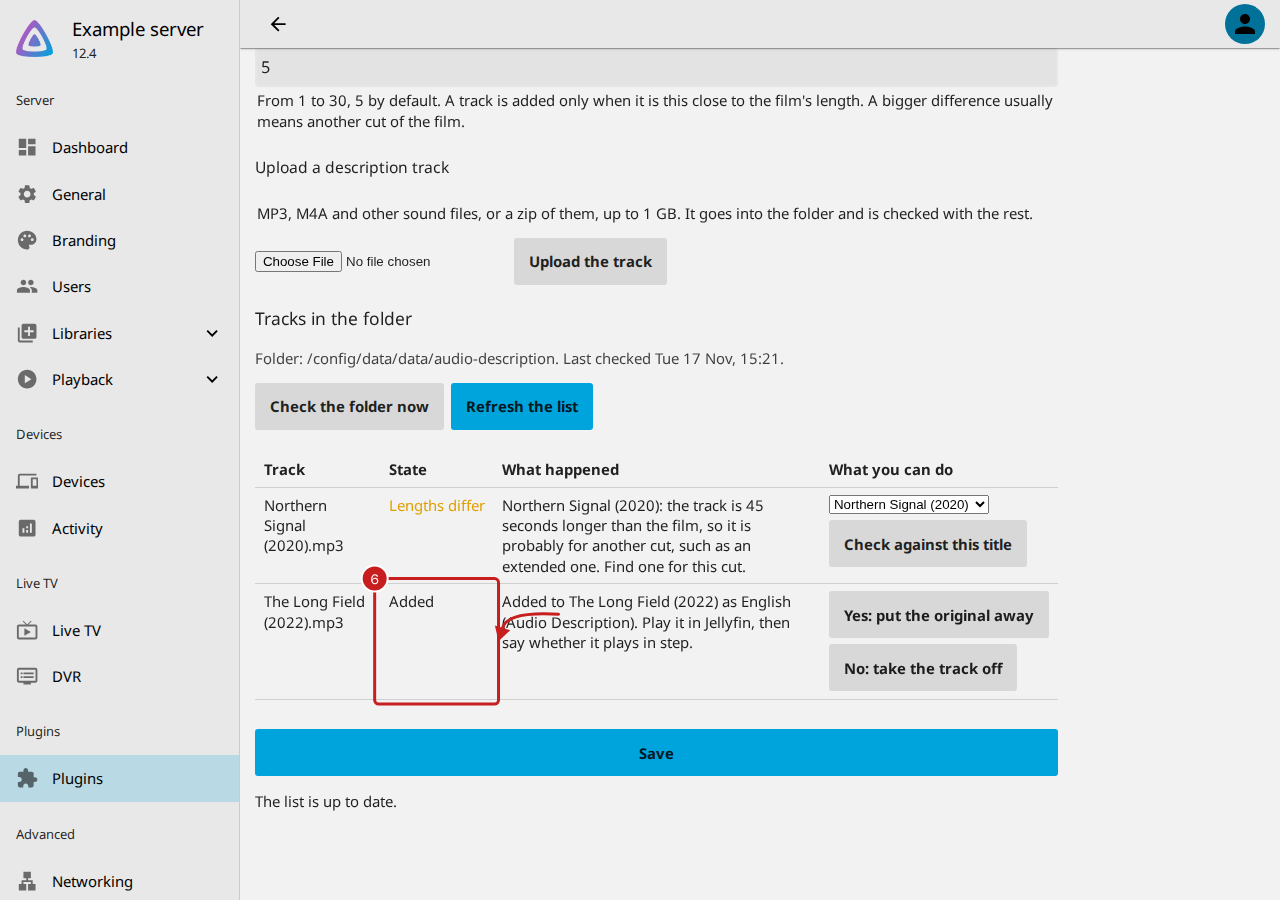 Example server
12.4
Server
Dashboard
General
Branding
Users
Libraries
Playback
Devices
Devices
Activity
Live TV
Live TV
DVR
Plugins
Plugins
Advanced
Networking
5
From 1 to 30, 5 by default. A track is added only when it is this close to the film's length. A bigger difference usually
means another cut of the film.
Upload a description track
MP3, M4A and other sound files, or a zip of them, up to 1 GB. It goes into the folder and is checked with the rest.
Choose File No file chosen
Upload the track
Tracks in the folder
Folder: /config/data/data/audio-description. Last checked Tue 17 Nov, 15:21.
Check the folder now
Refresh the list
Track State What happened What you can do
Northern
Signal
(2020).mp3
Lengths differ
Northern Signal (2020): the track is 45
seconds longer than the film, so it is
probably for another cut, such as an
extended one. Find one for this cut.
Northern Signal (2020)
Check against this title
6
The Long Field
(2022).mp3
Added
Added to The Long Field (2022) as English
(Audio Description). Play it in Jellyfin, then
say whether it plays in step.
Yes: put the original away
No: take the track off
Save
The list is up to date.